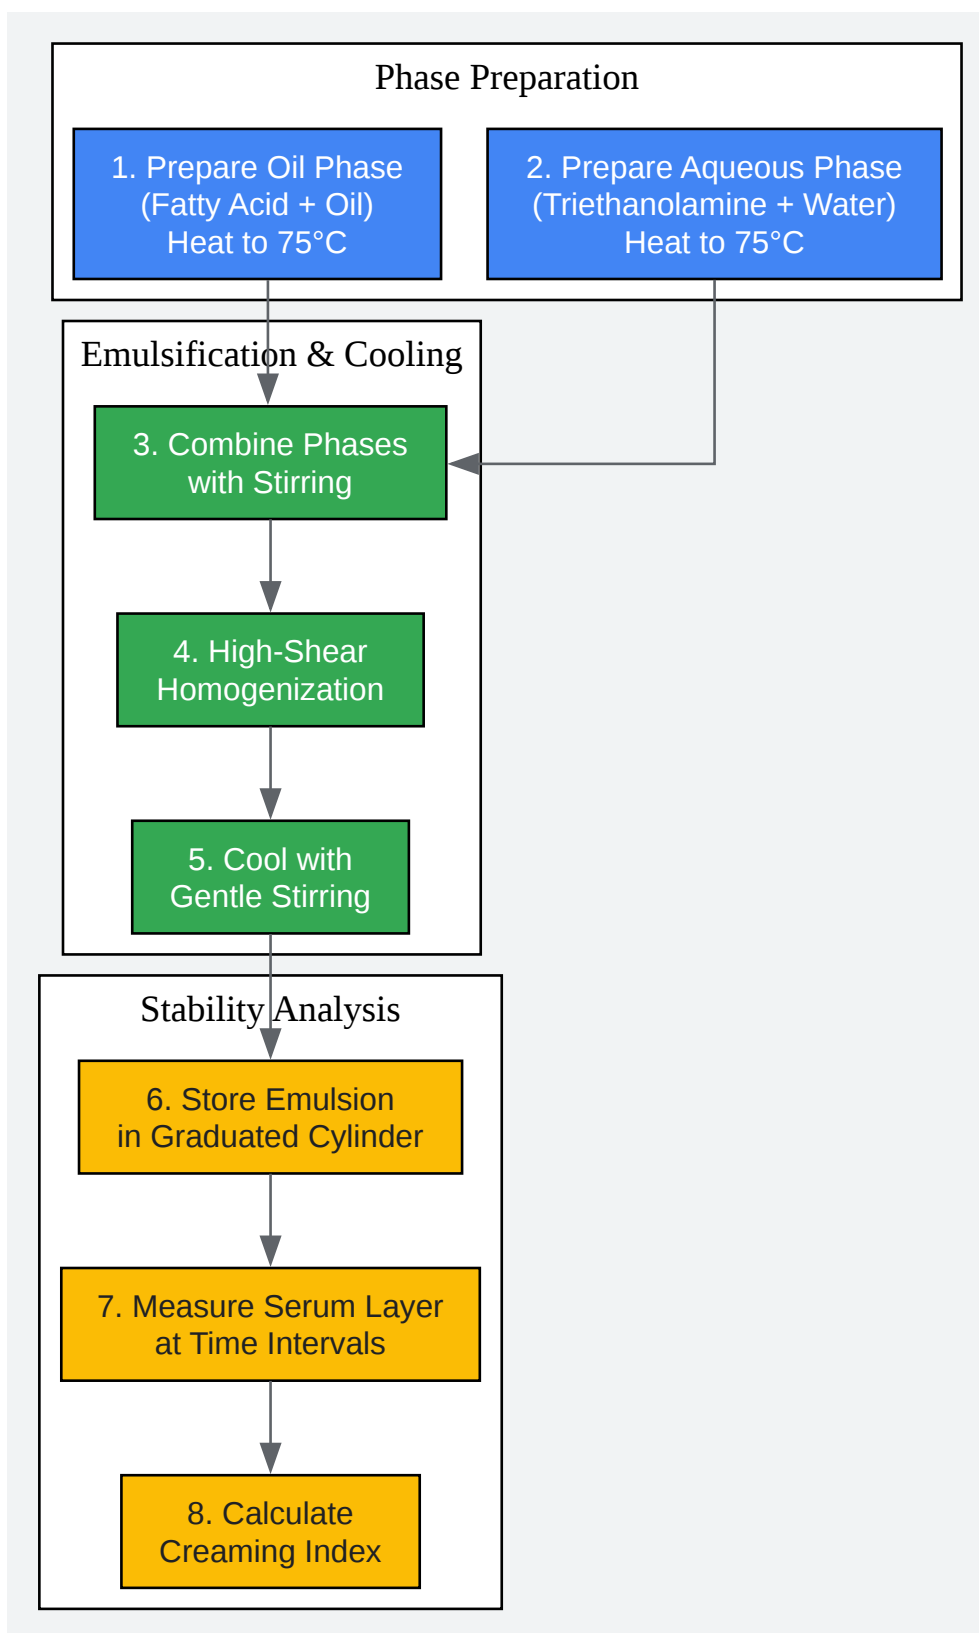 Phase Preparation
1. Prepare Oil Phase
(Fatty Acid + Oil)
Heat to 75°C
2. Prepare Aqueous Phase
(Triethanolamine + Water)
Heat to 75°C
Emulsification & Cooling
3. Combine Phases
with Stirring
4. High-Shear
Homogenization
5. Cool with
Gentle Stirring
Stability Analysis
6. Store Emulsion
in Graduated Cylinder
7. Measure Serum Layer
at Time Intervals
8. Calculate
Creaming Index